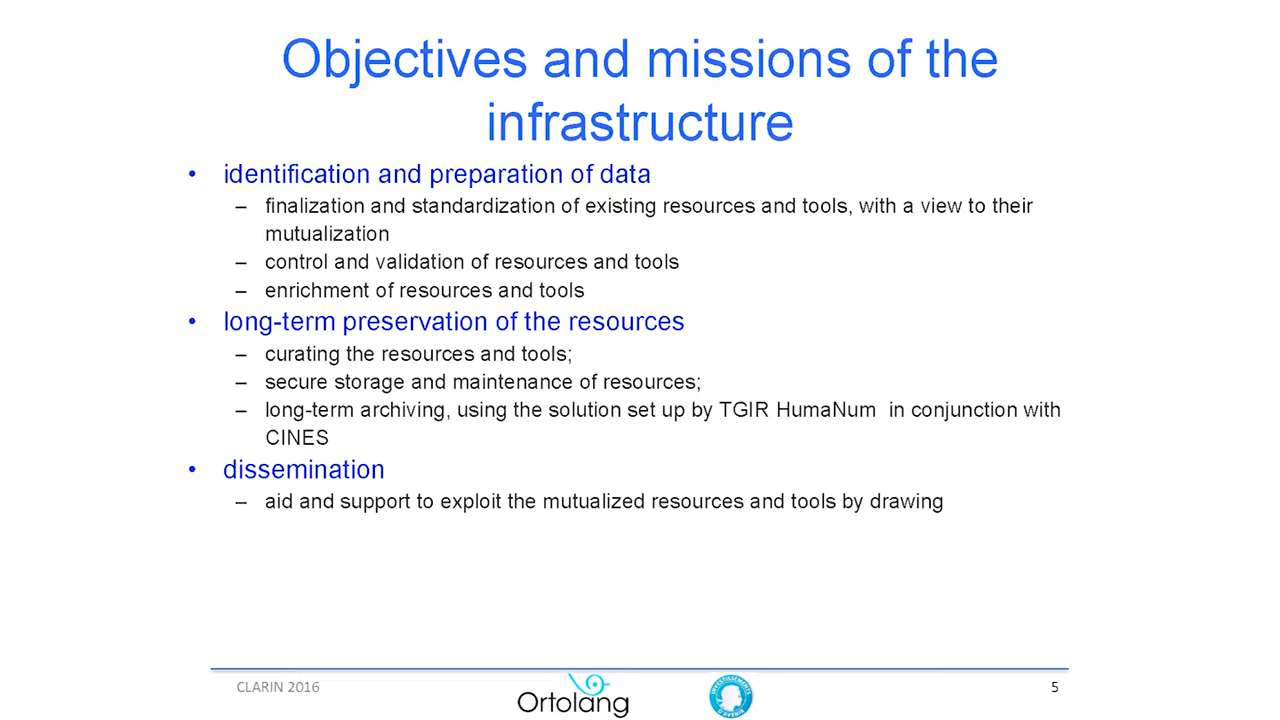 Objectives and missions of the
infrastructure
• identification and preparation of data
– finalization and standardization of existing resources and tools, with a view to their
mutualization
– control and validation of resources and tools
– enrichment of resources and tools
• long-term preservation of the resources
– curating the resources and tools;
– secure storage and maintenance of resources;
– long-term archiving, using the solution set up by TGIR HumaNum in conjunction with
CINES
• dissemination
– aid and support to exploit the mutualized resources and tools by drawing
CLARIN 2016
Ortolang
INVESTISSEMENTS
D'AVENIR
5